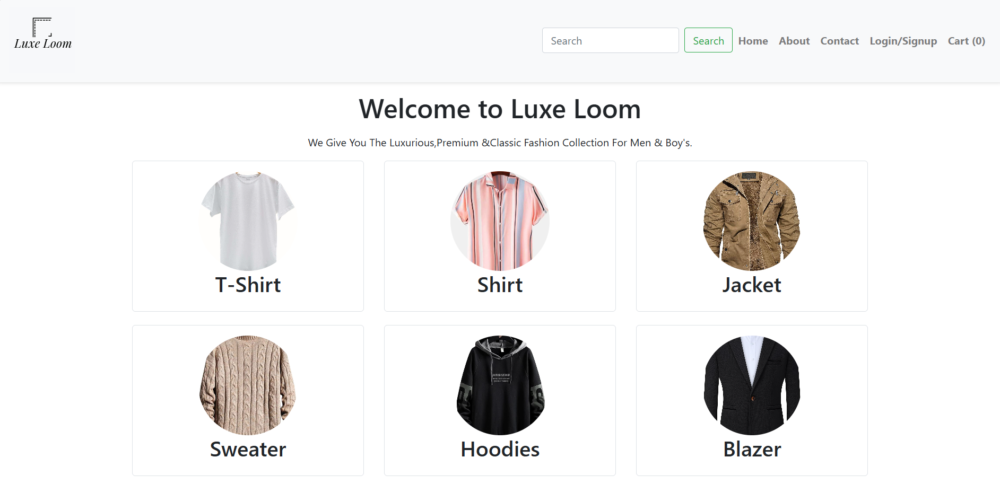 Luxe Loom
Search
Search
Home
About
Contact
Login/Signup
Cart (0)
Welcome to Luxe Loom
We Give You The Luxurious,Premium &Classic Fashion Collection For Men & Boy's.
T-Shirt
Shirt
Jacket
Sweater
Hoodies
Blazer